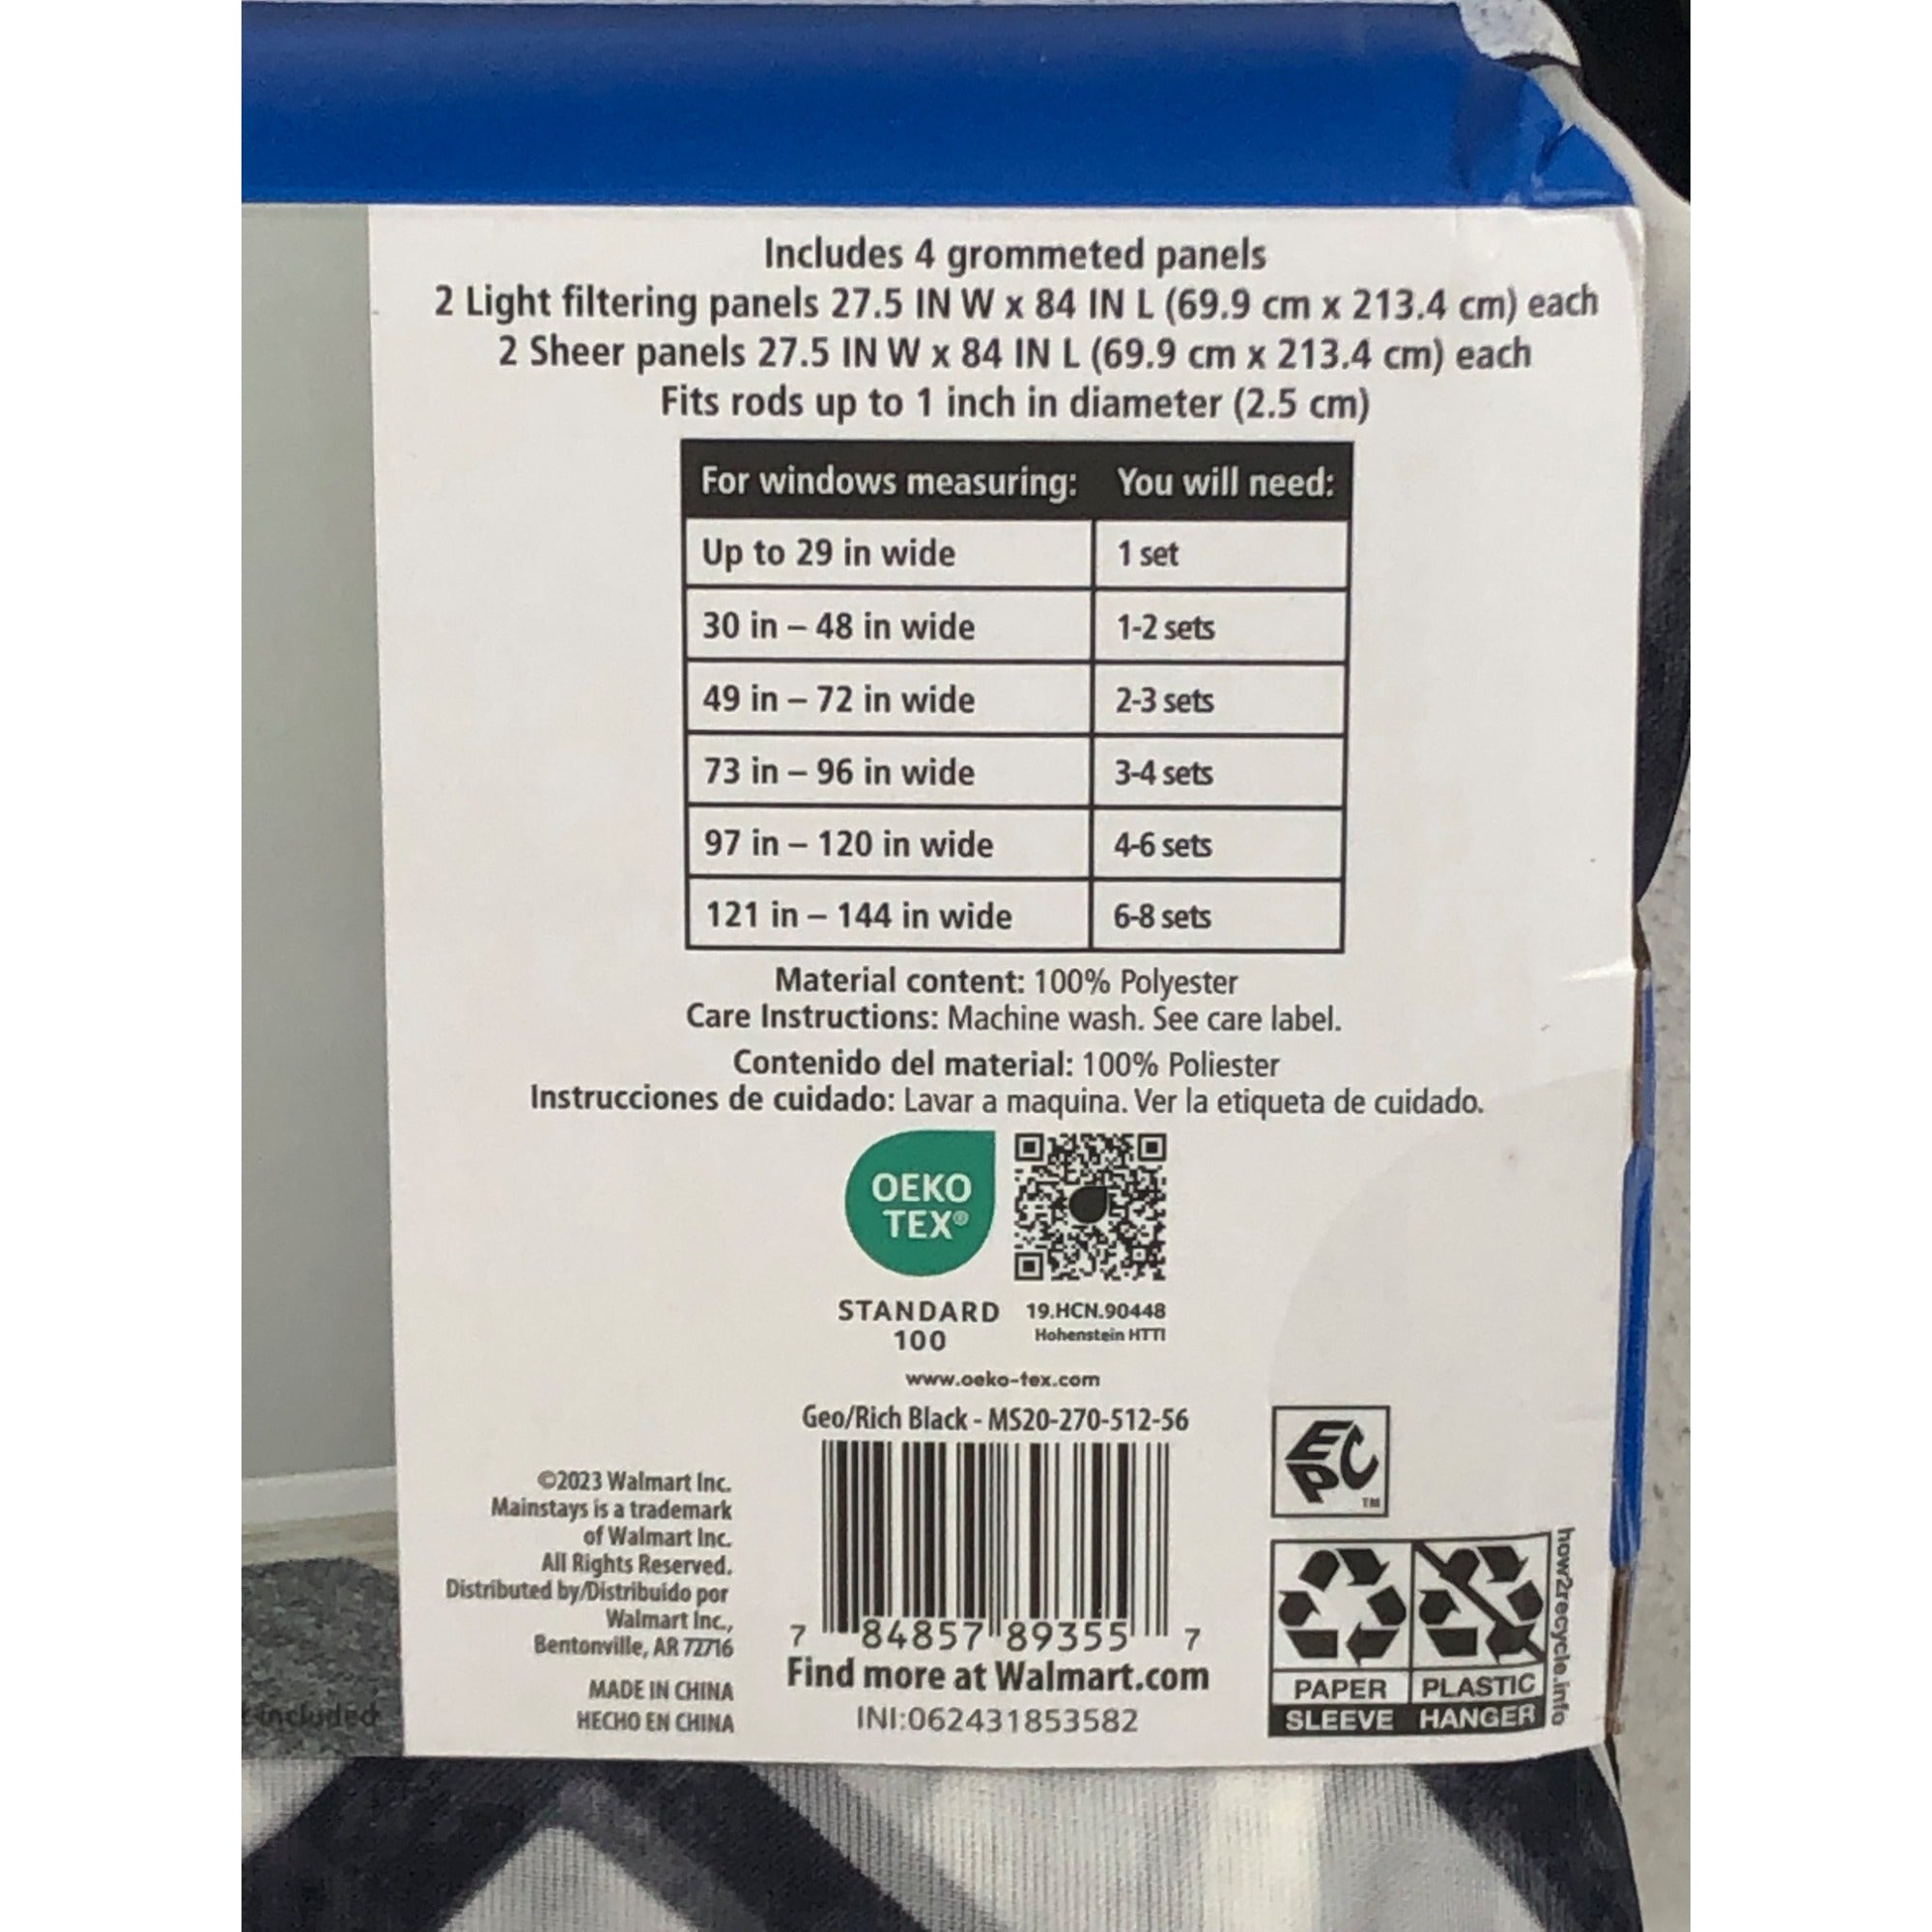 Includes 4 grommeted panels
2 Light filtering panels 27.5 IN W x 84 IN L (69.9 cm x 213.4 cm) each
2 Sheer panels 27.5 IN W x 84 IN L (69.9 cm x 213.4 cm) each
Fits rods up to 1 inch in diameter (2.5 cm)
For windows measuring: You will need:
Up to 29 in wide 1 set
30 in – 48 in wide 1-2 sets
49 in – 72 in wide 2-3 sets
73 in – 96 in wide 3-4 sets
97 in – 120 in wide 4-6 sets
121 in – 144 in wide 6-8 sets
Material content: 100% Polyester
Care Instructions: Machine wash. See care label.
Contenido del material: 100% Poliester
Instrucciones de cuidado: Lavar a maquina. Ver la etiqueta de cuidado.
OEKO
TEX®
STANDARD
100
19.HCN.90448
Hohenstein HTTI
www.oeko-tex.com
Geo/Rich Black - MS20-270-512-56
©2023 Walmart Inc.
Mainstays is a trademark
of Walmart Inc.
All Rights Reserved.
Distributed by/Distribuido por
Walmart Inc.,
Bentonville, AR 72716
MADE IN CHINA
HECHO EN CHINA
7 84857 89355 7
Find more at Walmart.com
INI:062431853582
EPC
TM
PAPER PLASTIC
SLEEVE HANGER
how2recycle.info
included